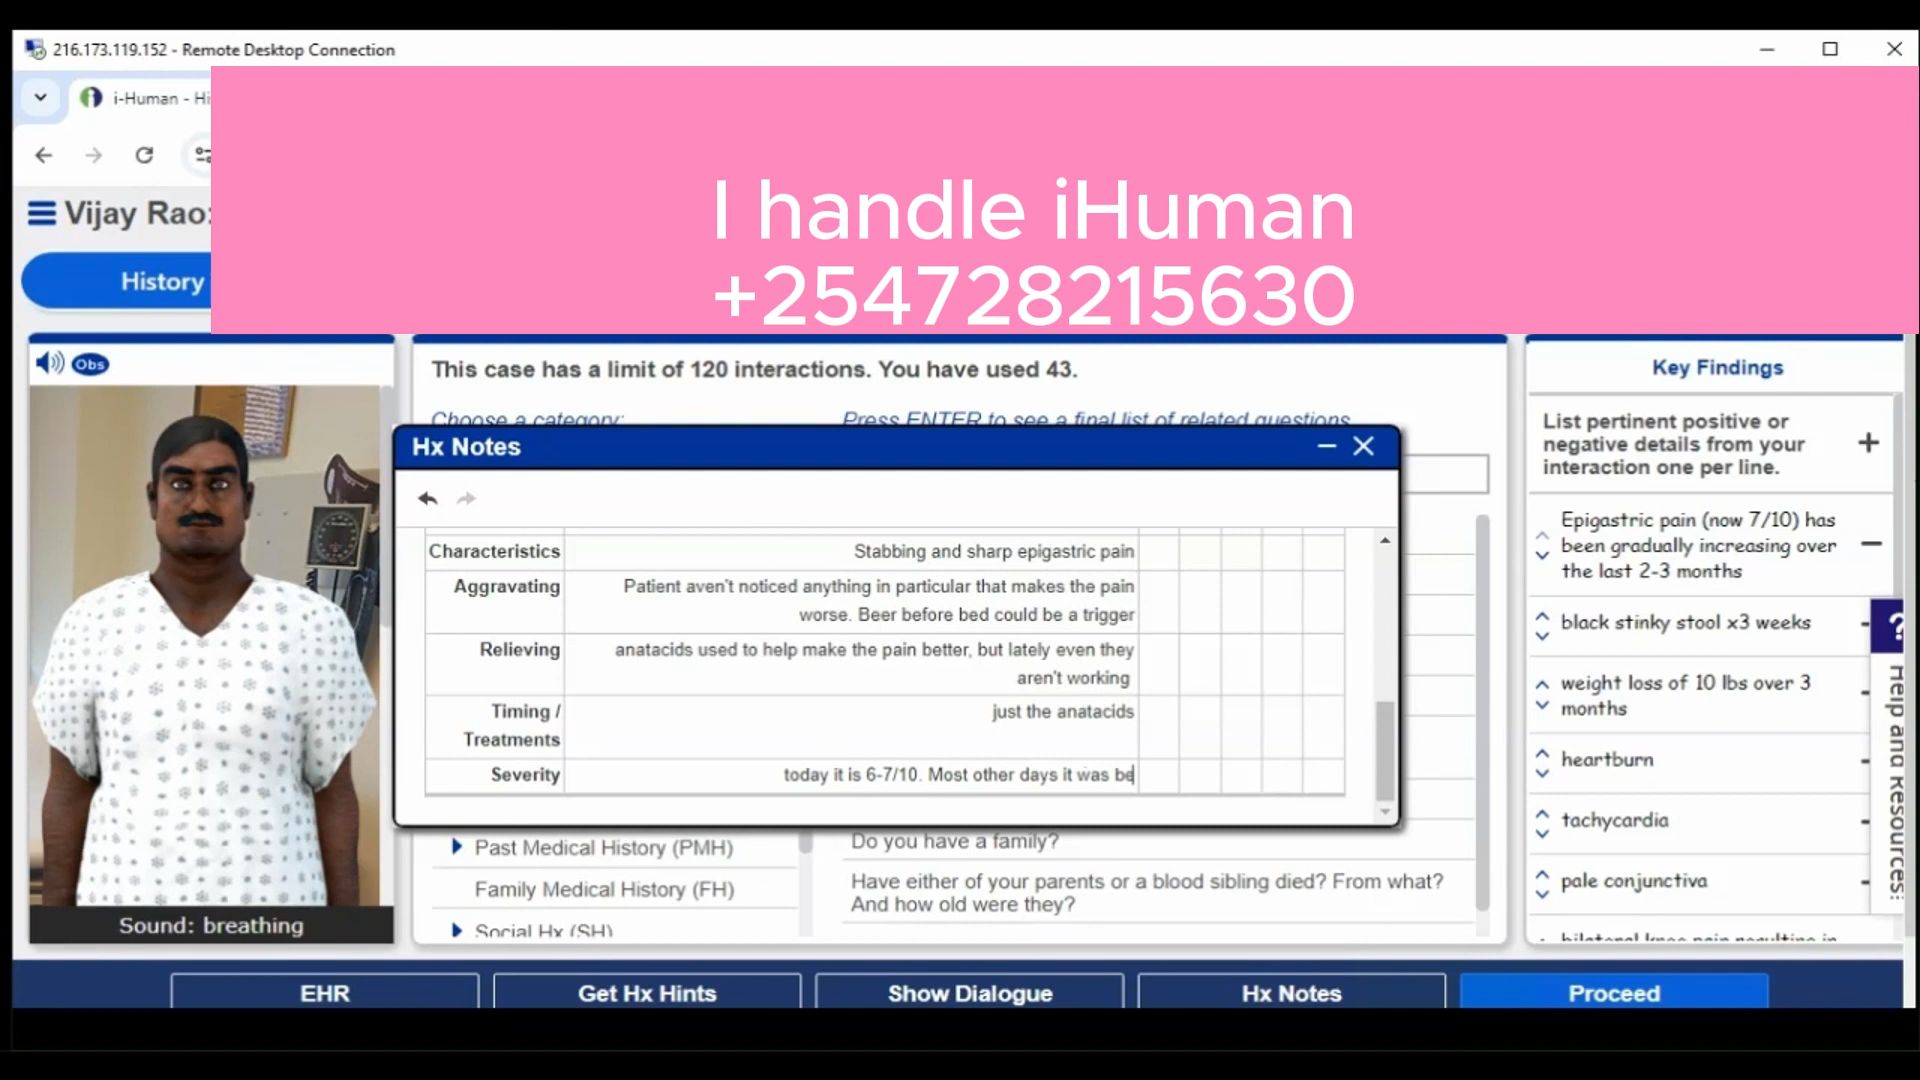 216.173.119.152 - Remote Desktop Connection
i-Human - Hi
Vijay Rao:
I handle iHuman
+254728215630
History
Obs
Sound: breathing
This case has a limit of 120 interactions. You have used 43.
Choose a category:
Press ENTER to see a final list of related questions
Hx Notes
Characteristics
Stabbing and sharp epigastric pain
Aggravating
Patient aven't noticed anything in particular that makes the pain
worse. Beer before bed could be a trigger
Relieving
anatacids used to help make the pain better, but lately even they
aren't working
Timing /
Treatments
just the anatacids
Severity
today it is 6-7/10. Most other days it was be
Past Medical History (PMH)
Family Medical History (FH)
Social Hx (SH)
Do you have a family?
Have either of your parents or a blood sibling died? From what?
And how old were they?
Key Findings
List pertinent positive or
negative details from your
interaction one per line.
Epigastric pain (now 7/10) has
been gradually increasing over
the last 2-3 months
black stinky stool x3 weeks
weight loss of 10 lbs over 3
months
heartburn
tachycardia
pale conjunctiva
bilateral knee pain resulting in
?
Help and Resources!
EHR
Get Hx Hints
Show Dialogue
Hx Notes
Proceed